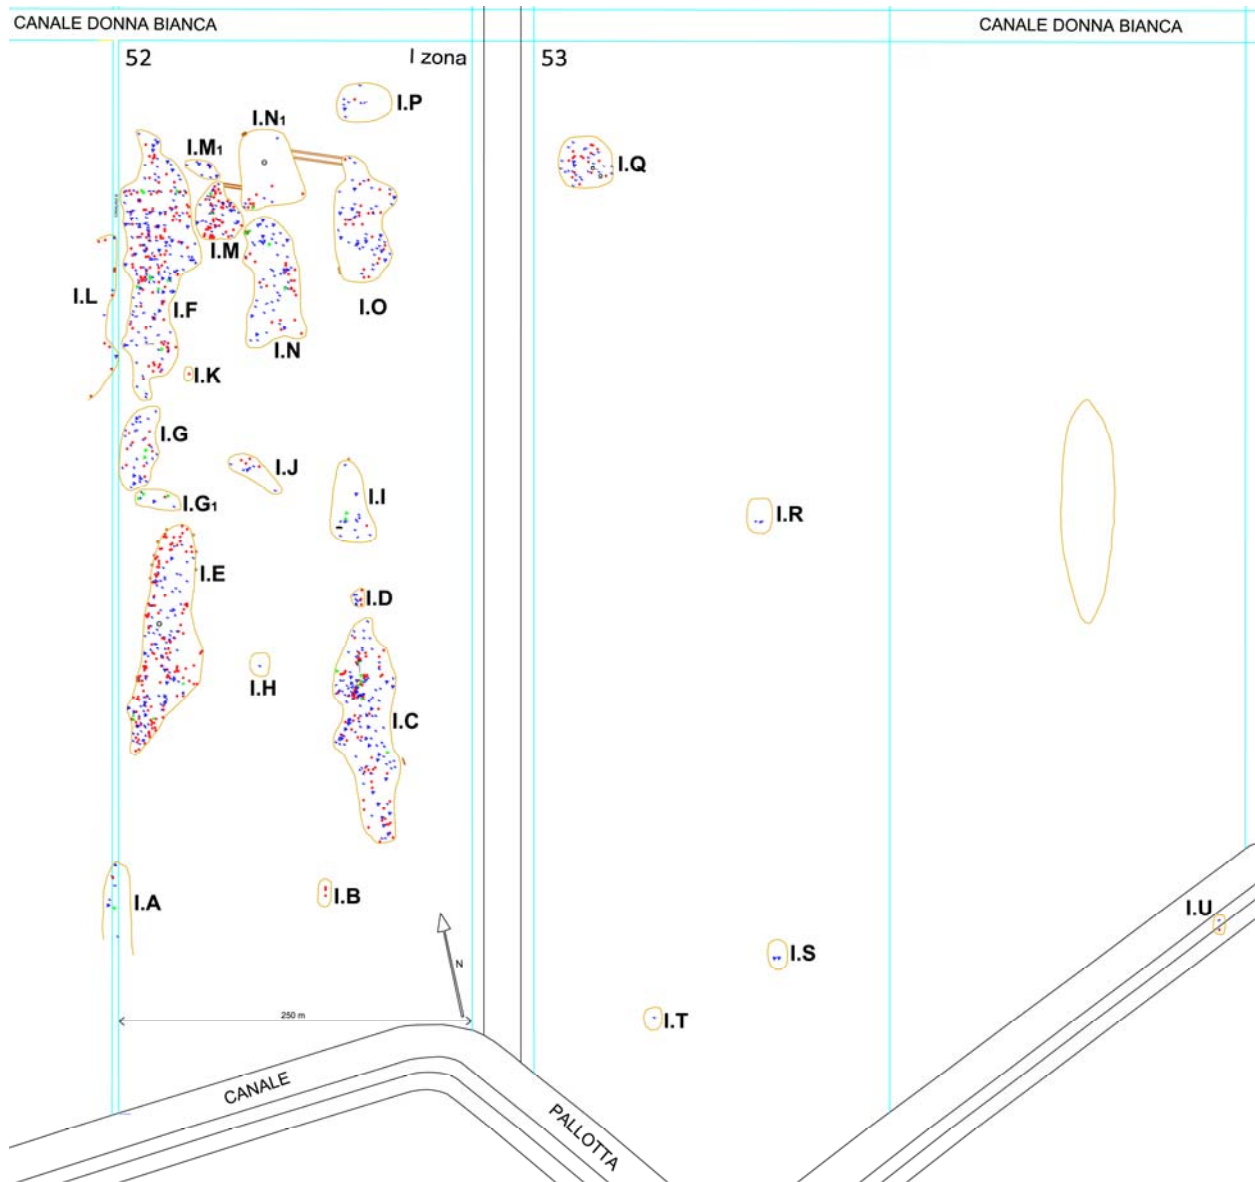 CANALE DONNA BIANCA
CANALE DONNA BIANCA
52
I zona
53
I.P
I.N1
I.M1
I.Q
I.M
I.L
I.F
I.O
I.N
I.K
I.G
I.J
I.I
I.G1
I.R
I.E
I.D
I.H
I.C
I.A
I.B
I.U
N
I.S
250 m
I.T
CANALE
PALLOTTA